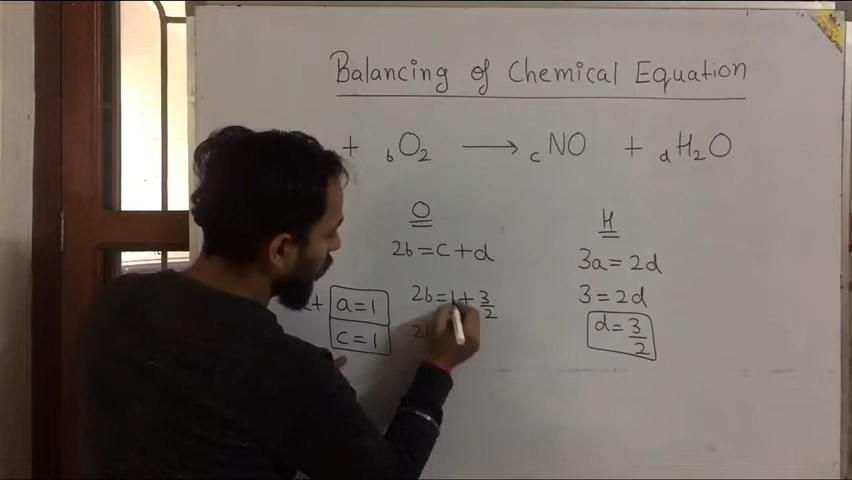 Balancing of Chemical Equation
+ bO2 ⟶ cNO + dH2O
O
2b = c + d
2b = 1 + 3/2
2b
a = 1
c = 1
H
3a = 2d
3 = 2d
d = 3/2